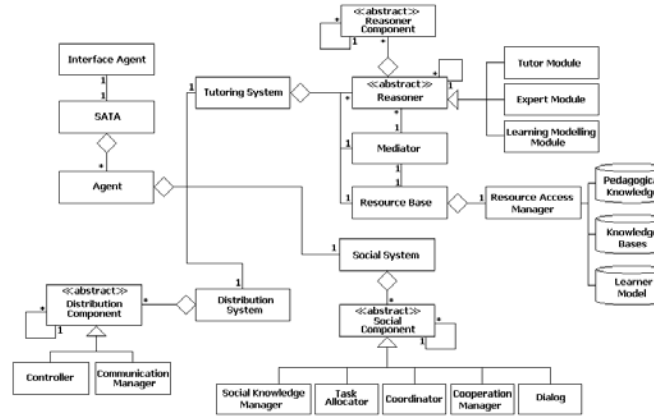 ≪abstract≫
Reasoner
Component
*
1
*
Interface Agent
1
1
SATA
*
Agent
Tutoring System
1
1
≪abstract≫
Reasoner
*
1
*
*
1
Mediator
1
1
1
*
Resource Base
Tutor Module
Expert Module
Learning Modelling
Module
1
Resource Access
Manager
Pedagogical
Knowledge
Knowledge
Bases
Learner
Model
1
Social System
*
≪abstract≫
Social
Component
*
1
≪abstract≫
Distribution
Component
*
1
*
1
Distribution
System
Controller
Communication
Manager
Social Knowledge
Manager
Task
Allocator
Coordinator
Cooperation
Manager
Dialog